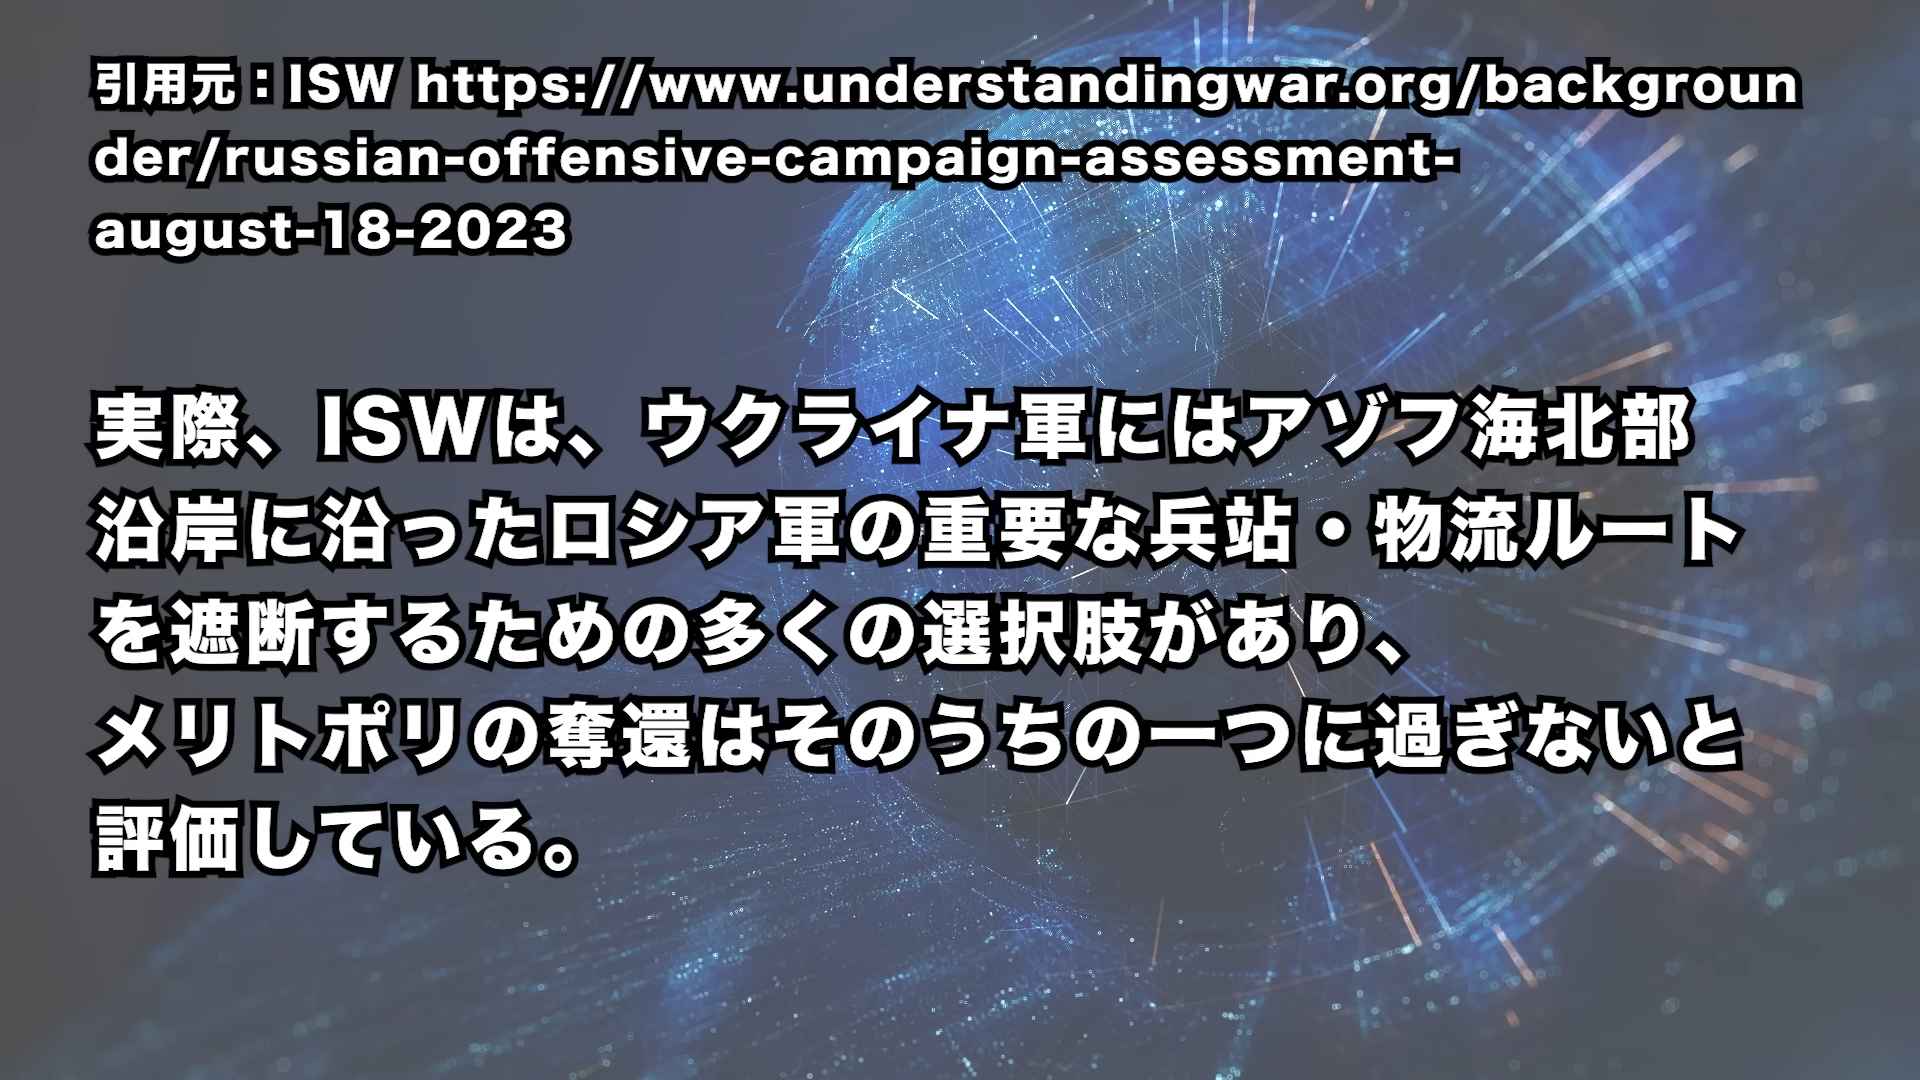 引用元：ISW https://www.understandingwar.org/backgroun
der/russian-offensive-campaign-assessment-
august-18-2023
実際、ISWは、ウクライナ軍にはアゾフ海北部
沿岸に沿ったロシア軍の重要な兵站・物流ルート
を遮断するための多くの選択肢があり、
メリトポリの奪還はそのうちの一つに過ぎないと
評価している。